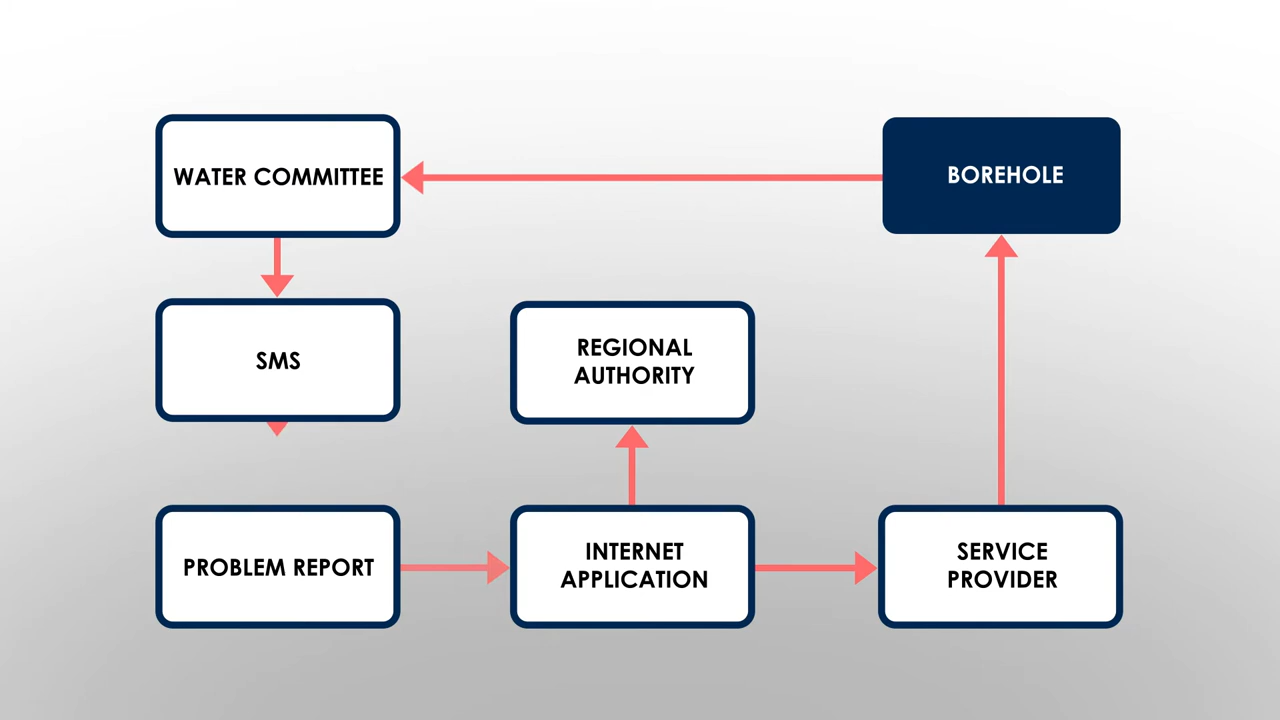 WATER COMMITTEE
BOREHOLE
SMS
REGIONAL
AUTHORITY
PROBLEM REPORT
INTERNET
APPLICATION
SERVICE
PROVIDER